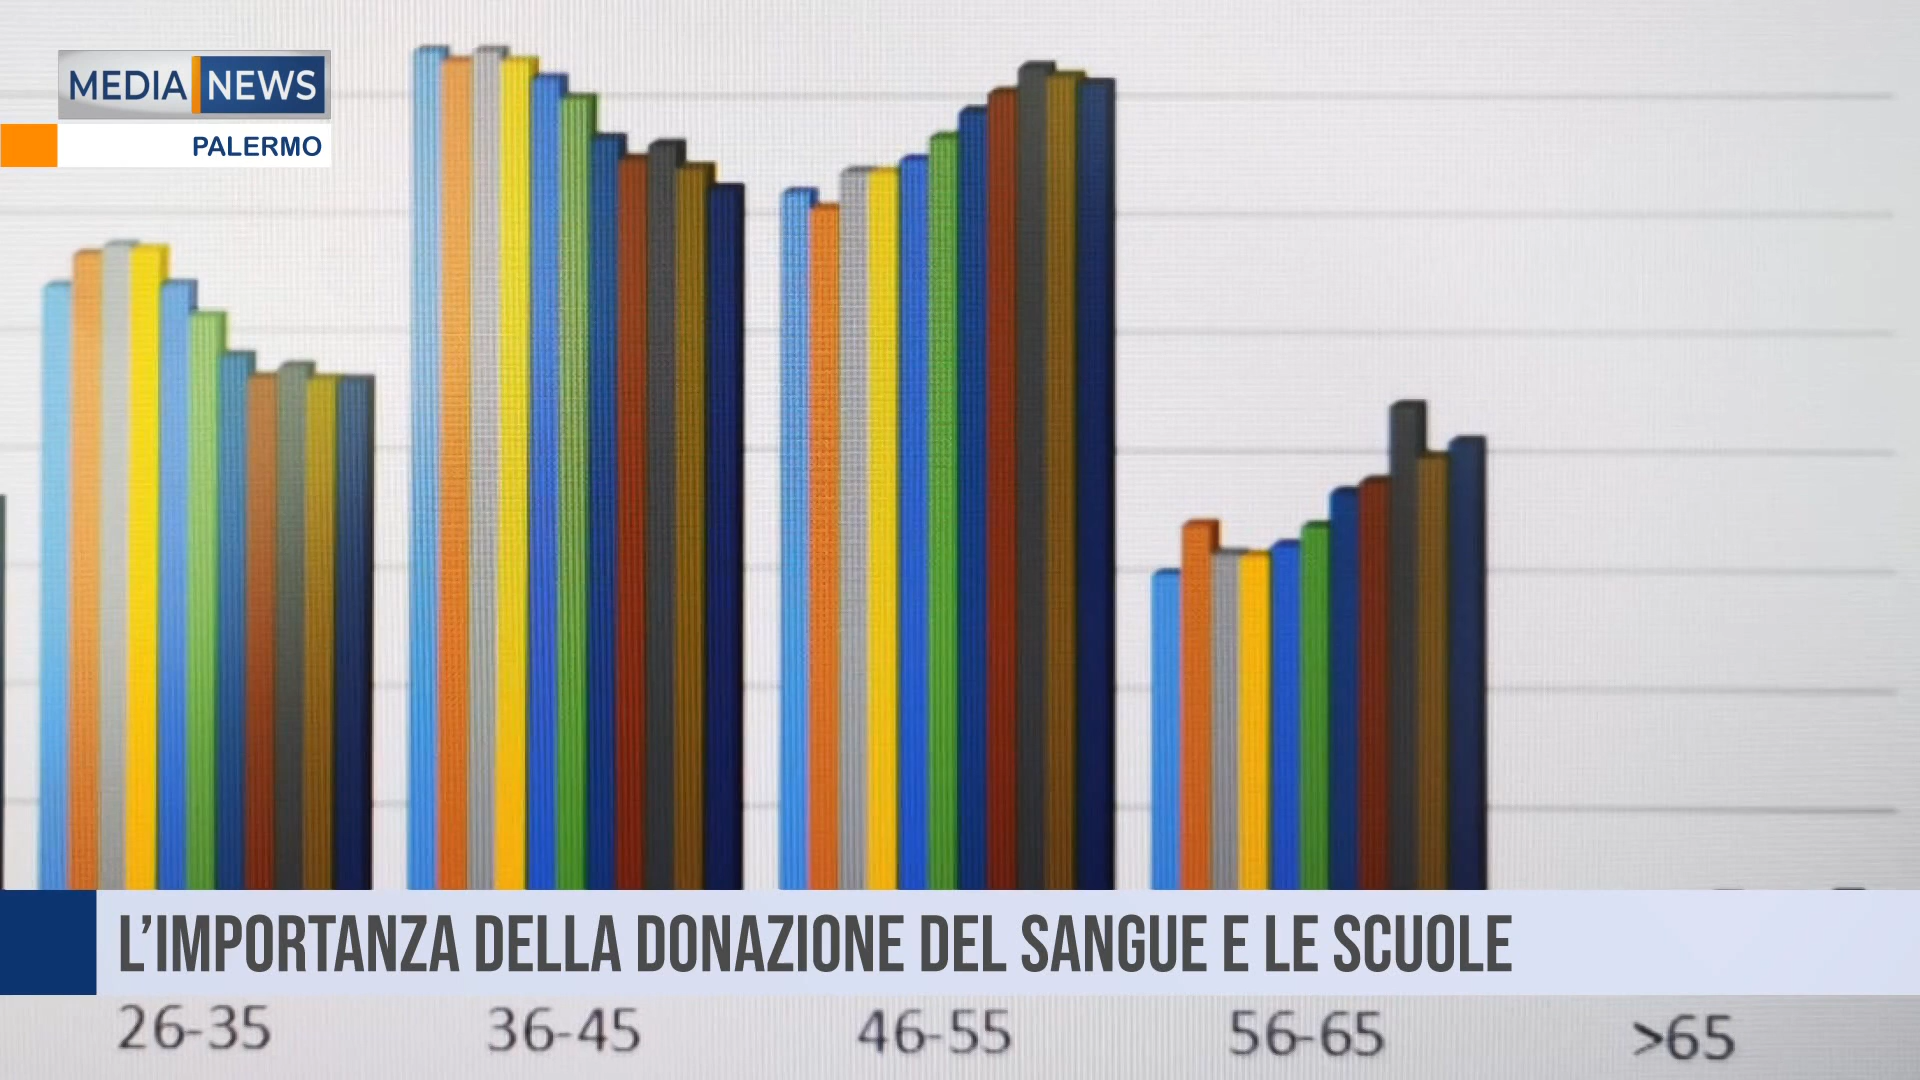 MEDIA NEWS
PALERMO
L'IMPORTANZA DELLA DONAZIONE DEL SANGUE E LE SCUOLE
26-35 36-45 46-55 56-65 >65